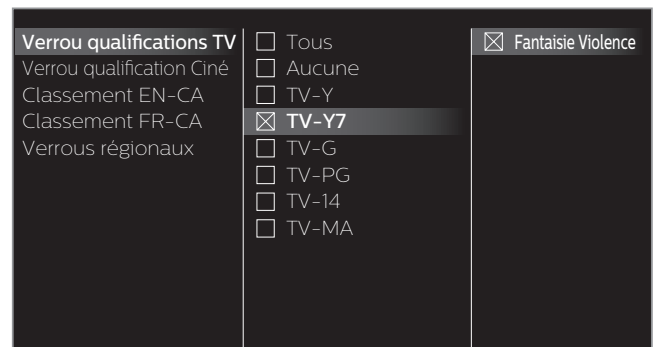 Verrou qualifications TV
Verrou qualification Ciné
Classement EN-CA
Classement FR-CA
Verrous régionaux
Tous
Aucune
TV-Y
TV-Y7
TV-G
TV-PG
TV-14
TV-MA
Fantaisie Violence